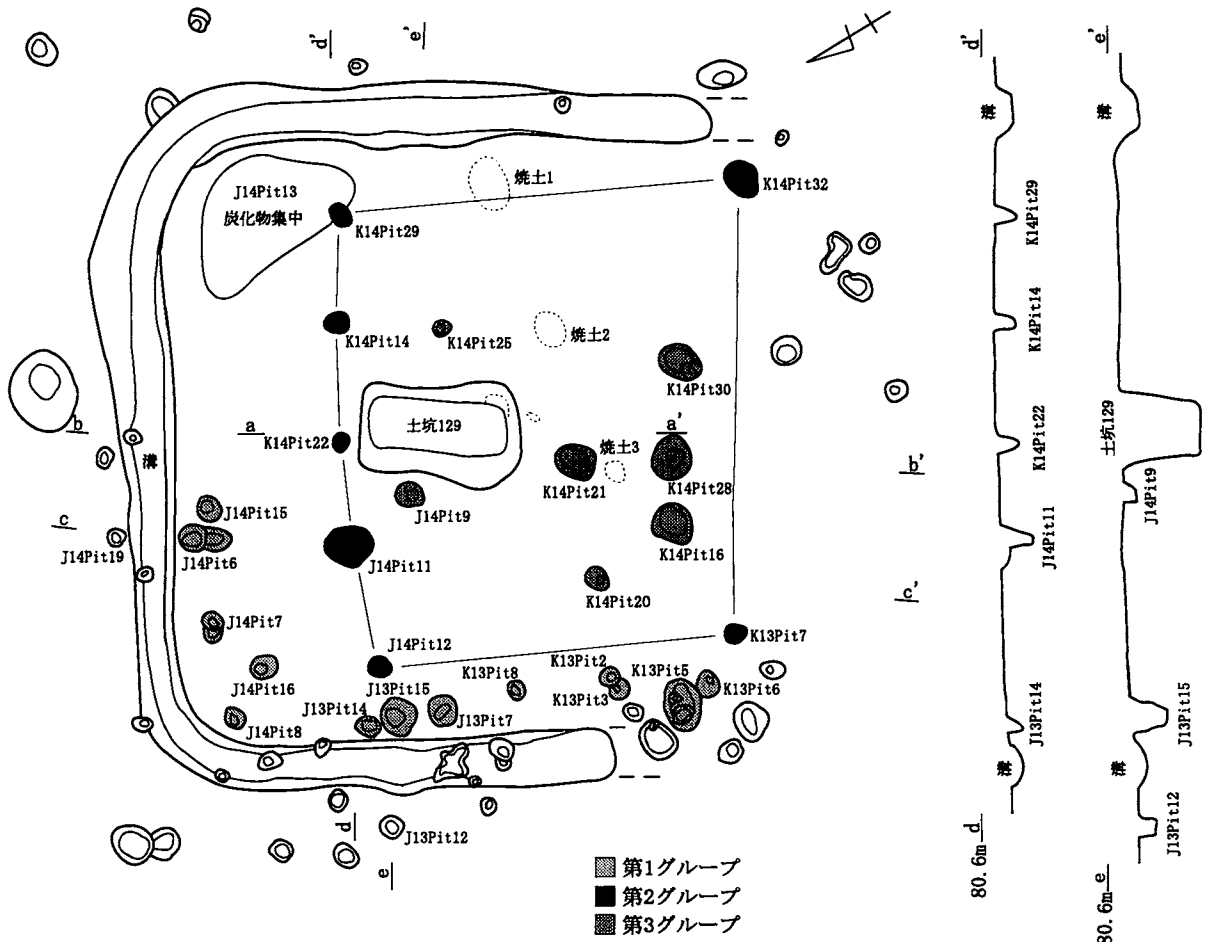 d'
e'
J14Pit13
炭化物集中
焼土1
K14Pit32
K14Pit29
K14Pit14
K14Pit25
焼土2
K14Pit30
b
a
K14Pit22
土坑129
a'
溝
焼土3
K14Pit21
K14Pit28
b'
J14Pit15
J14Pit9
c
J14Pit19
J14Pit6
J14Pit11
K14Pit16
K14Pit20
c'
J14Pit7
J14Pit12
K13Pit7
J14Pit16
J13Pit15
K13Pit8
K13Pit2
K13Pit5
K13Pit3
K13Pit6
J14Pit8
J13Pit14
J13Pit7
d
J13Pit12
e
第1グループ
第2グループ
第3グループ
d'
溝
K14Pit29
K14Pit14
K14Pit22
J14Pit11
J13Pit14
溝
80.6m d
e'
溝
土坑129
J14Pit9
J13Pit15
溝
J13Pit12
80.6m e